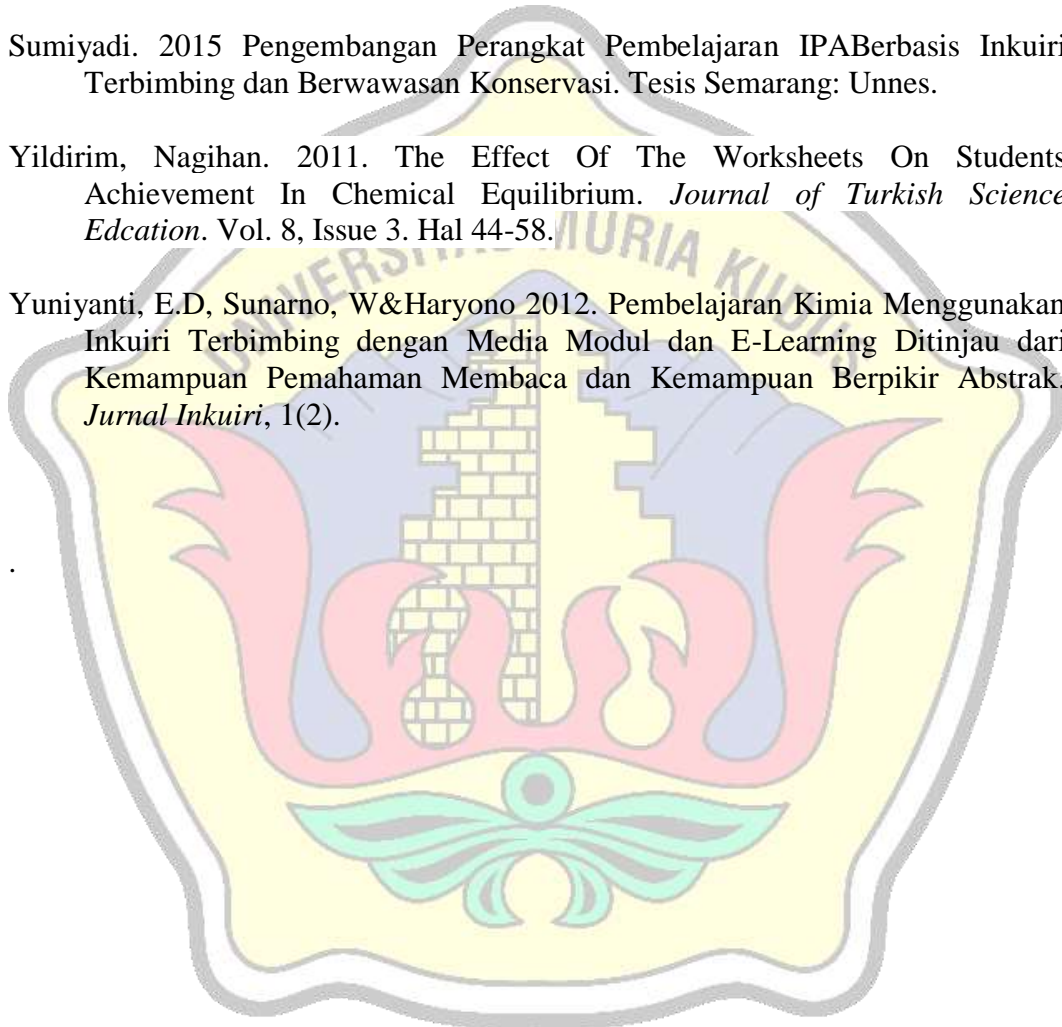 Sumiyadi. 2015 Pengembangan Perangkat Pembelajaran IPABerbasis Inkuiri
Terbimbing dan Berwawasan Konservasi. Tesis Semarang: Unnes.
Yildirim, Nagihan. 2011. The Effect Of The Worksheets On Students
Achievement In Chemical Equilibrium. Journal of Turkish Science
Edcation. Vol. 8, Issue 3. Hal 44-58.
UNIVERSITAS MURIA KUDUS
Yuniyanti, E.D, Sunarno, W&Haryono 2012. Pembelajaran Kimia Menggunakan
Inkuiri Terbimbing dengan Media Modul dan E-Learning Ditinjau dari
Kemampuan Pemahaman Membaca dan Kemampuan Berpikir Abstrak.
Jurnal Inkuiri, 1(2).
.